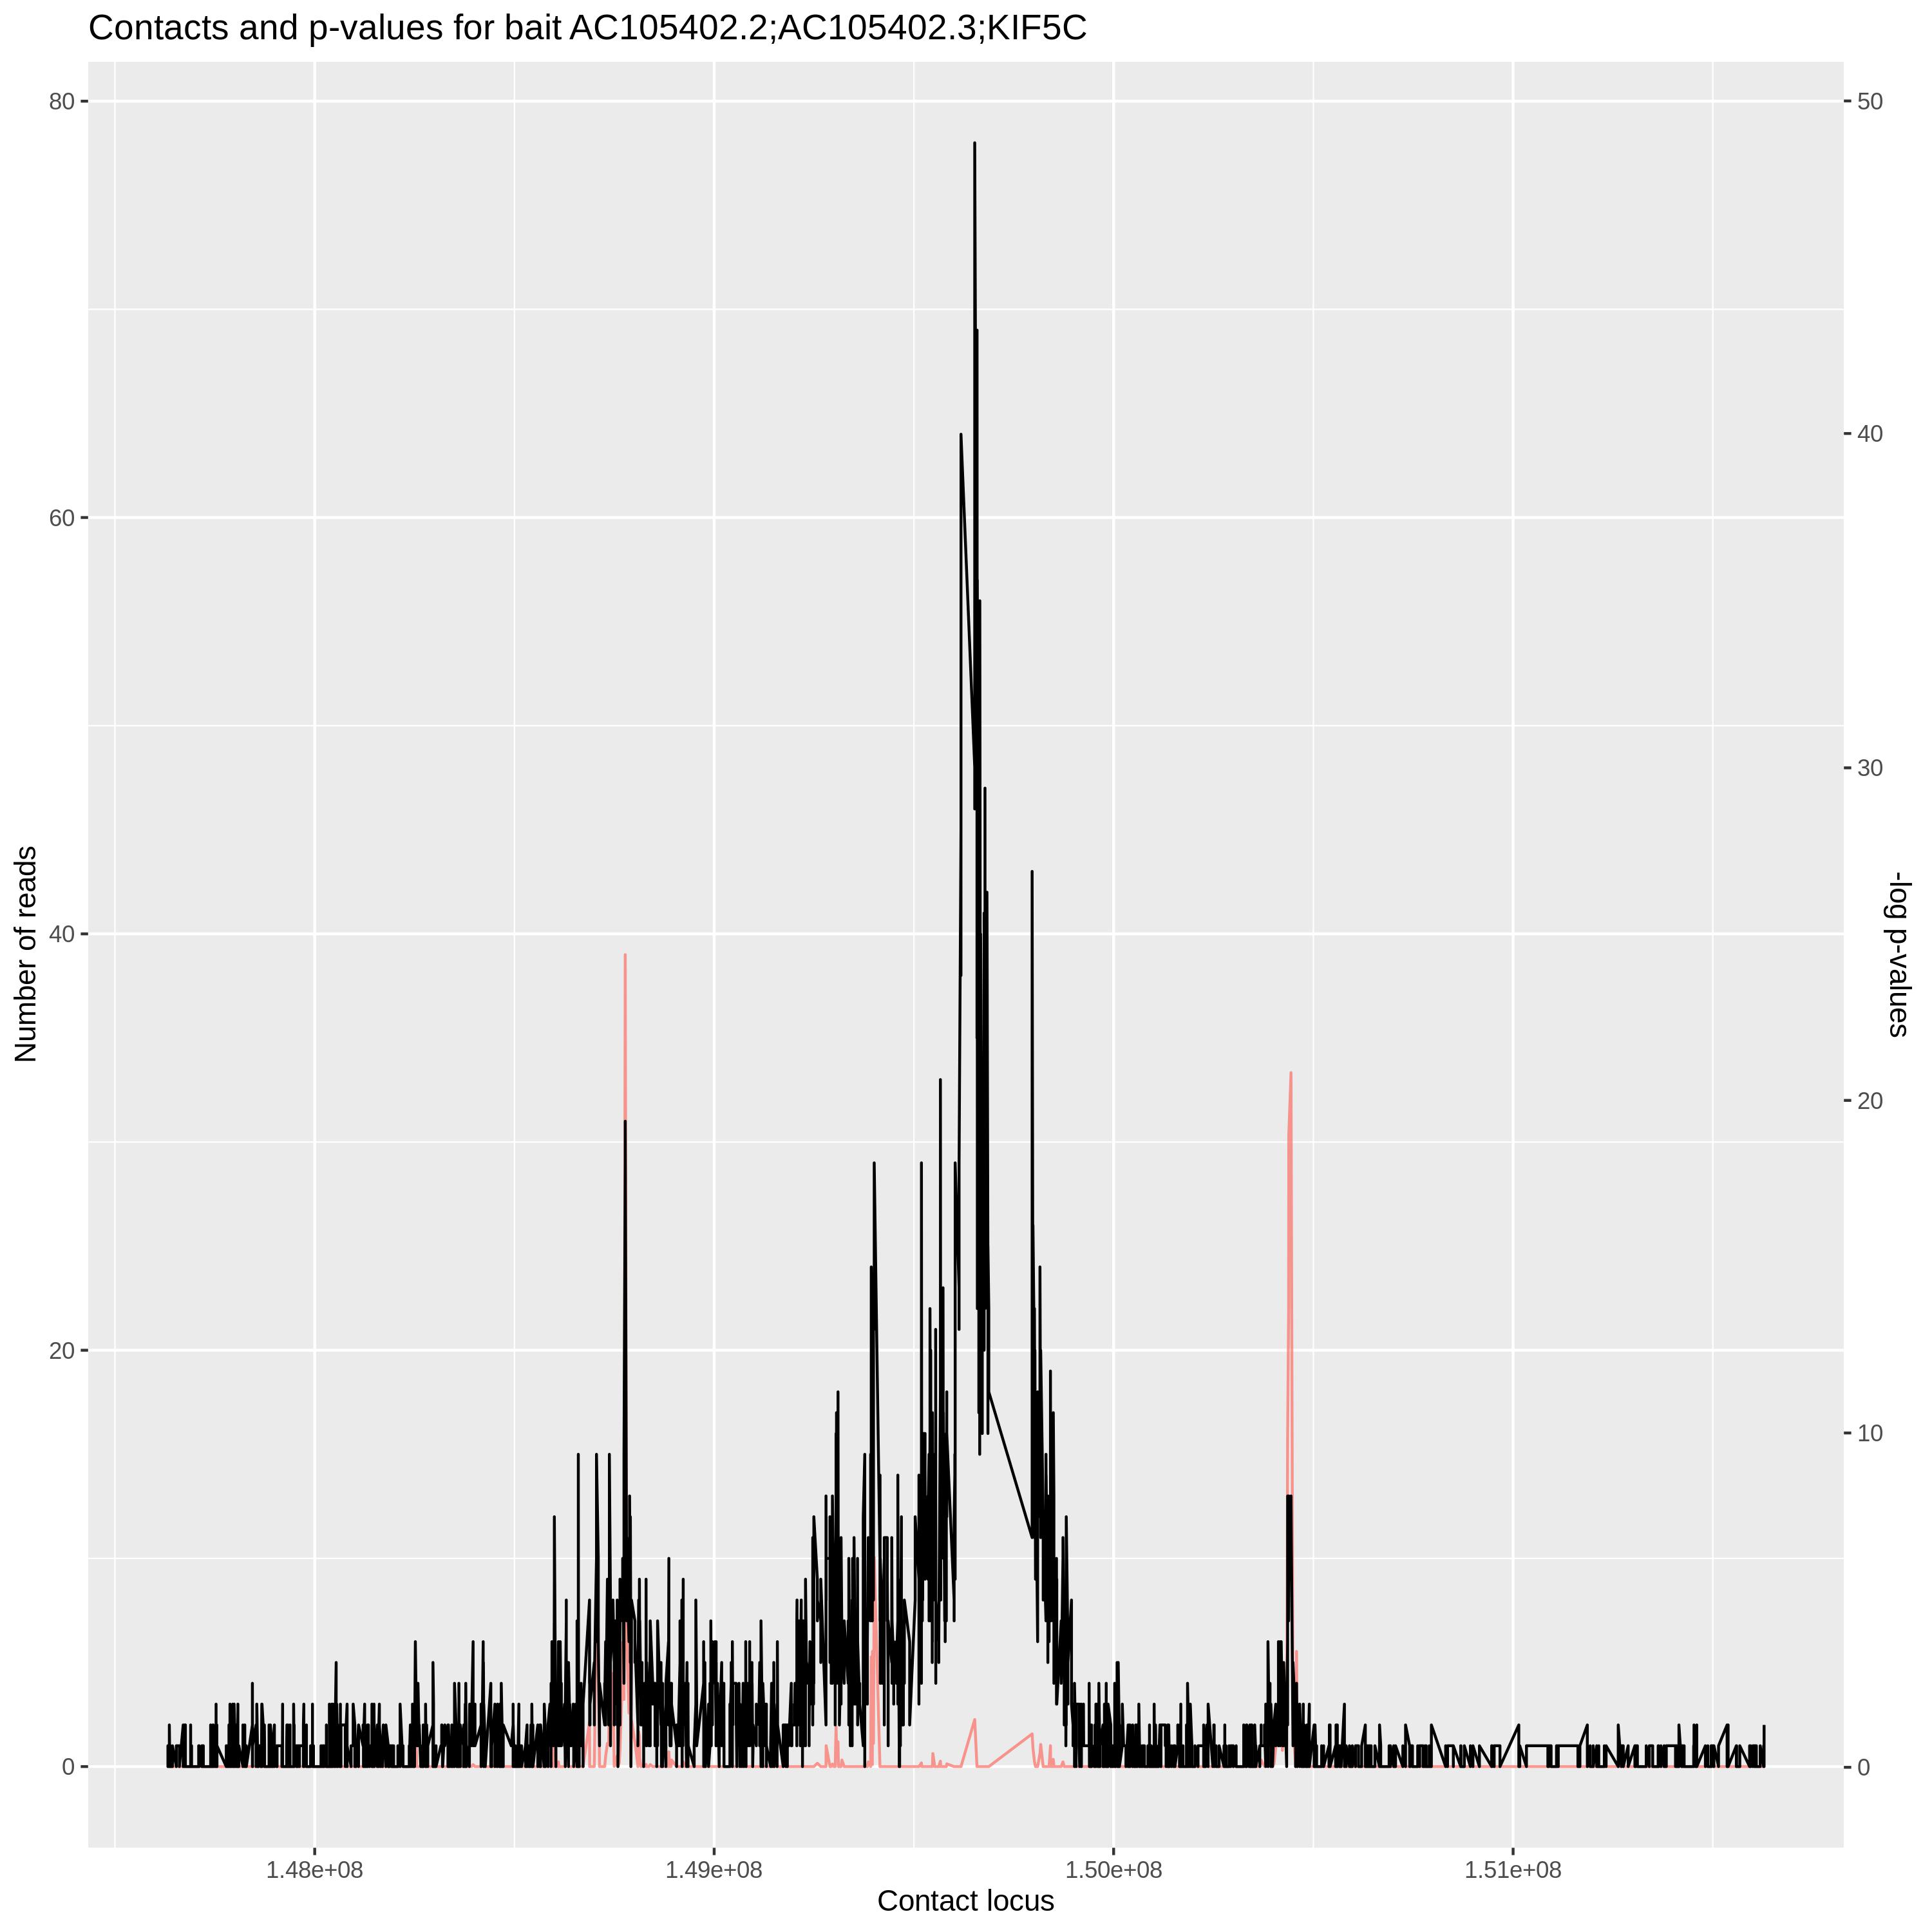 Contacts and p-values for bait AC105402.2;AC105402.3;KIF5C
80
60
40
20
0
Number of reads
50
40
30
20
10
0
-log p-values
1.48e+08 1.49e+08 1.50e+08 1.51e+08
Contact locus